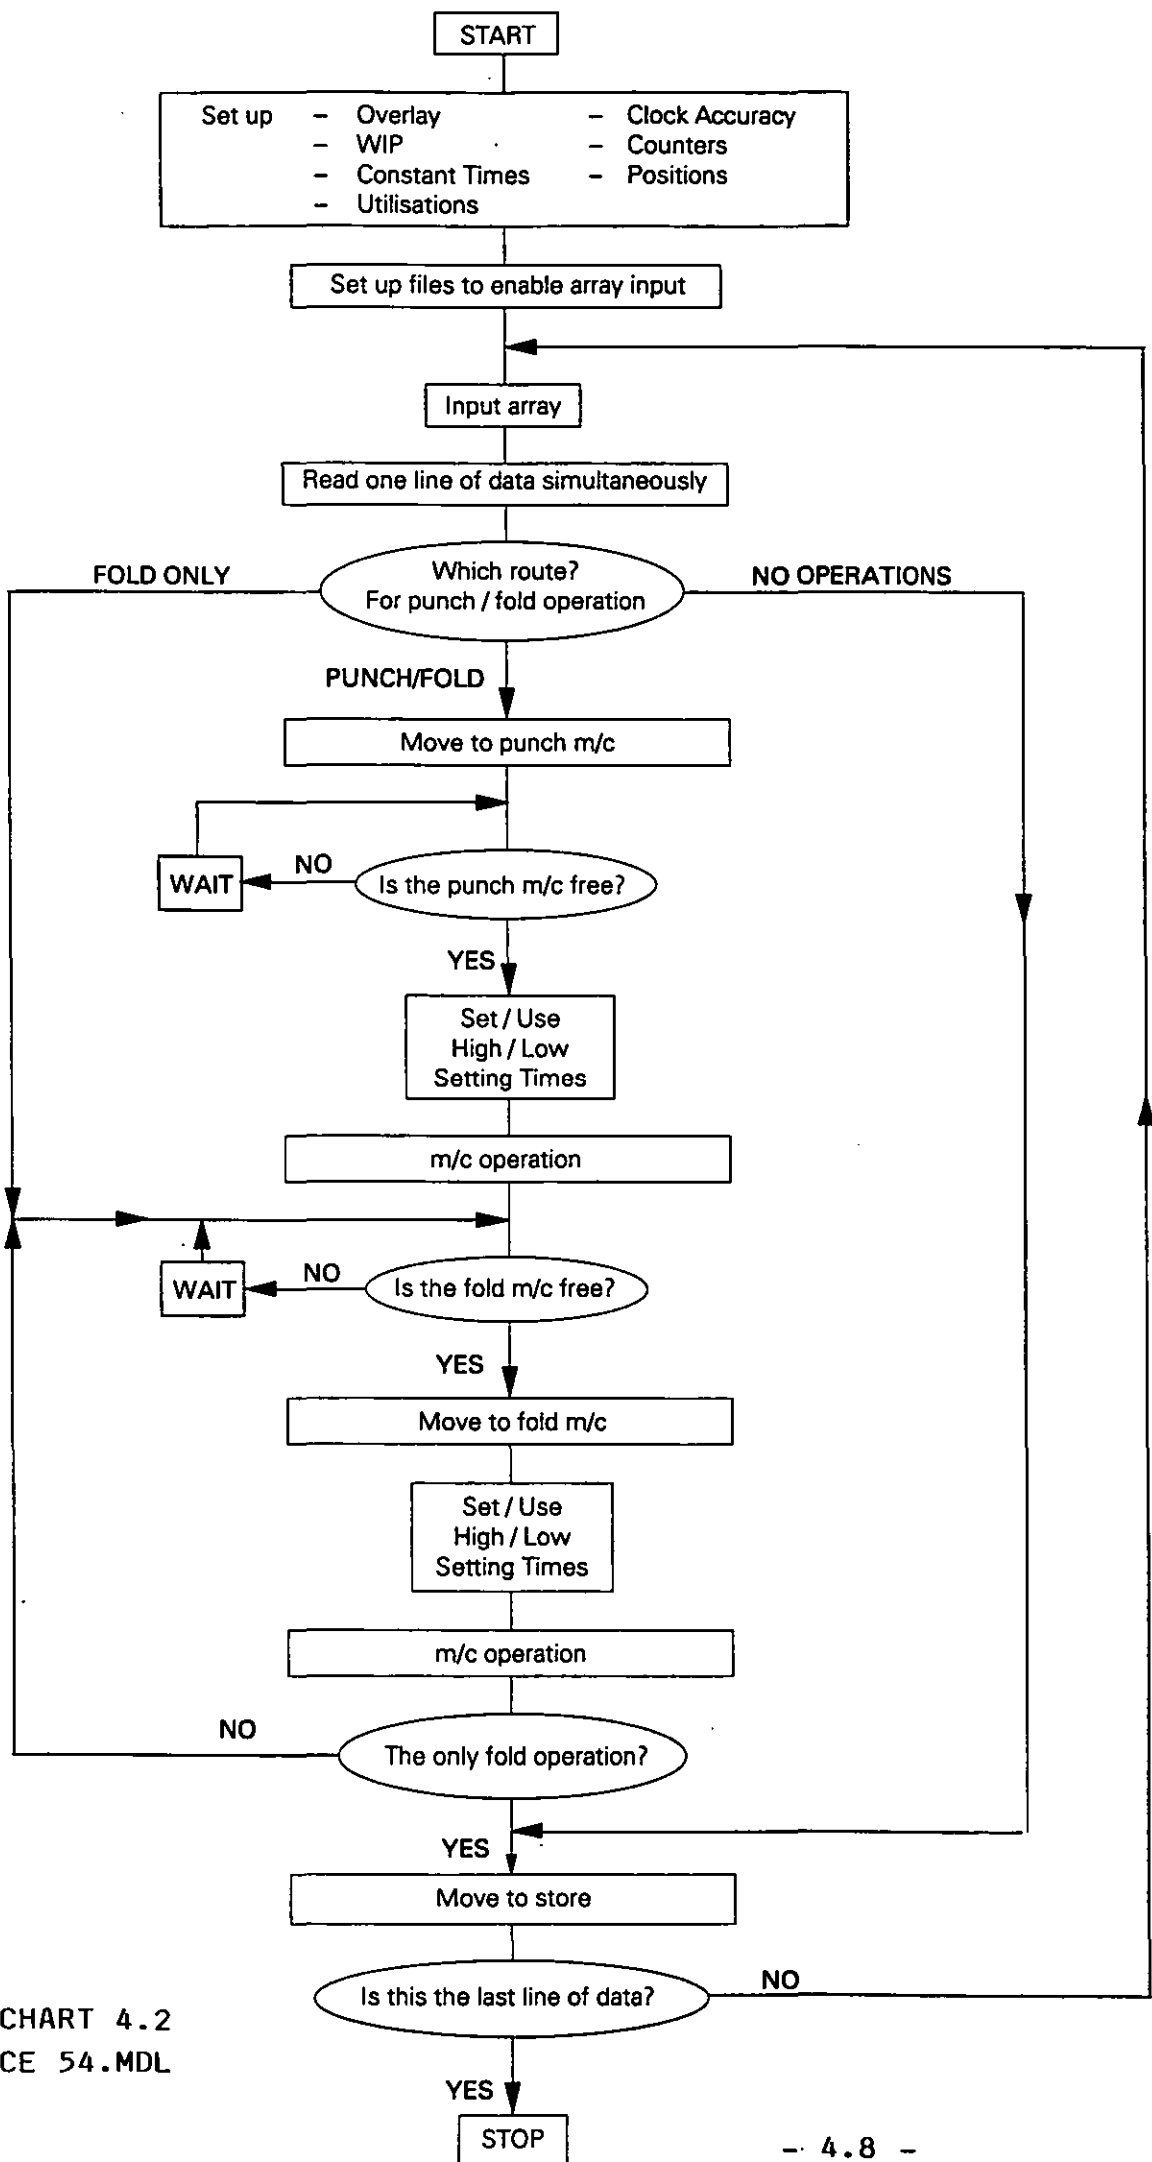 START
Set up – Overlay – Clock Accuracy
– WIP – Counters
– Constant Times – Positions
– Utilisations
Set up files to enable array input
Input array
Read one line of data simultaneously
FOLD ONLY
Which route?
For punch / fold operation
NO OPERATIONS
PUNCH/FOLD
Move to punch m/c
WAIT
NO
Is the punch m/c free?
YES
Set / Use
High / Low
Setting Times
m/c operation
WAIT
NO
Is the fold m/c free?
YES
Move to fold m/c
Set / Use
High / Low
Setting Times
m/c operation
NO
The only fold operation?
YES
Move to store
Is this the last line of data?
NO
CHART 4.2
CE 54.MDL
YES
STOP
- 4.8 -